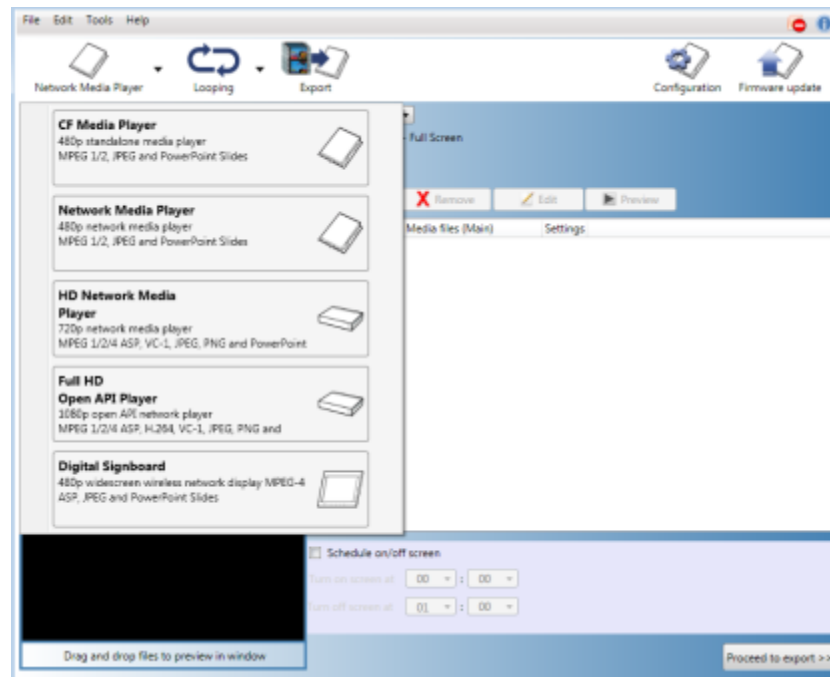 File Edit Tools Help
Network Media Player
Looping
Export
Configuration
Firmware update
CF Media Player
480p standalone media player
MPEG 1/2, JPEG and PowerPoint Slides
- Full Screen
Network Media Player
480p network media player
MPEG 1/2, JPEG and PowerPoint Slides
Remove
Edit
Preview
Media files (Main)
Settings
HD Network Media
Player
720p network media player
MPEG 1/2/4 ASP, VC-1, JPEG, PNG and PowerPoint
Full HD
Open API Player
1080p open API network player
MPEG 1/2/4 ASP, H.264, VC-1, JPEG, PNG and
Digital Signboard
480p widescreen wireless network display MPEG-4
ASP, JPEG and PowerPoint Slides
Schedule on/off screen
Turn on screen at 00 : 00
Turn off screen at 01 : 00
Drag and drop files to preview in window
Proceed to export >>